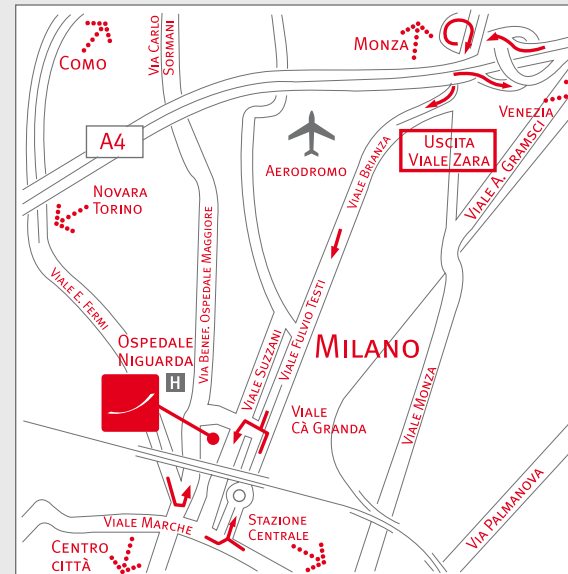 COMO
VIA CARLO
SORMANI
MONZA
VENEZIA
A4
USCITA
VIALE ZARA
AERODROMO
VIALE BRIANZA
VIALE A. GRAMSCI
NOVARA
TORINO
VIALE E. FERMI
VIA BENEF. OSPEDALE MAGGIORE
OSPEDALE
NIGUARDA
H
VIALE SUZZANI
VIALE FULVIO TESTI
MILANO
VIALE
CÀ GRANDA
VIALE MONZA
VIA PALMANOVA
VIALE MARCHE
STAZIONE
CENTRALE
CENTRO
CITTÀ